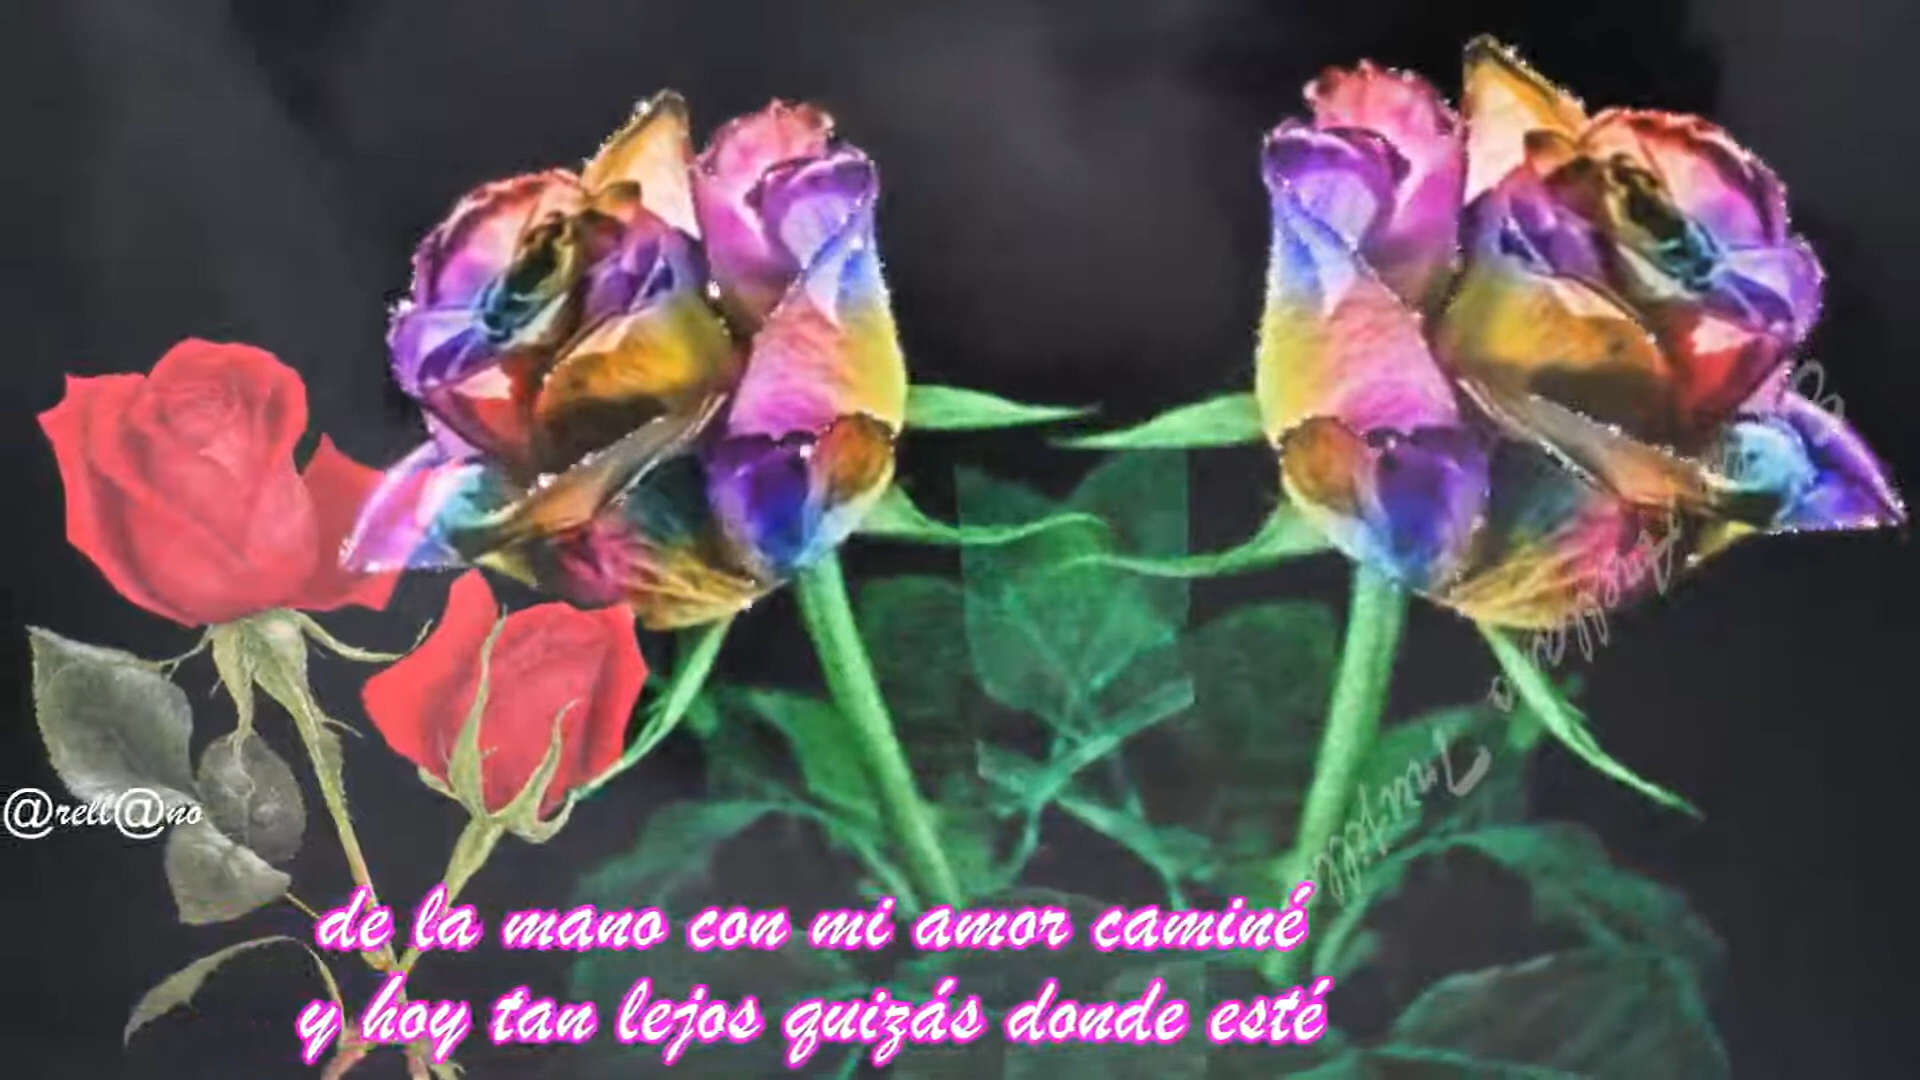 @rell@no
de la mano con mi amor caminé
y hoy tan lejos quizás donde esté